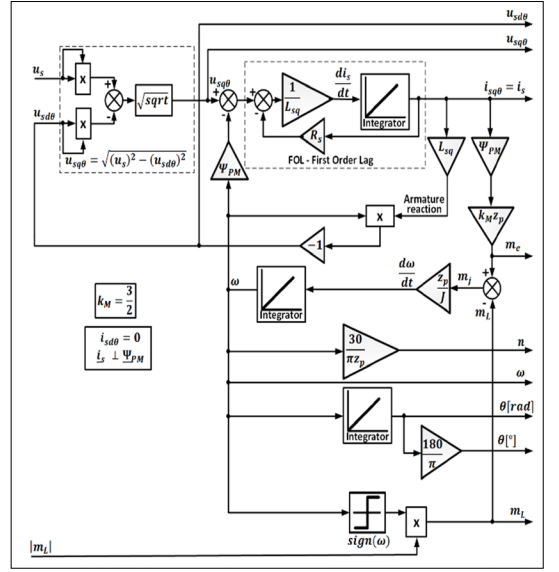 u_sdθ
u_sqθ
u_s
x
+
-
√sqrt
u_sqθ
+
-
+
-
1/L_sq
di_s/dt
Integrator
i_sqθ = i_s
u_sdθ
x
R_s
u_sqθ = √(u_s)² − (u_sdθ)²
FOL - First Order Lag
Ψ_PM
L_sq
Ψ_PM
Armature
reaction
x
k_M z_p
−1
m_e
dω/dt
ω
Integrator
z_p/J
m_j
+
-
m_L
k_M = 3/2
i_sdθ = 0
i_s ⊥ Ψ_PM
30/πz_p
n
ω
θ[rad]
Integrator
180/π
θ[°]
x
m_L
sign(ω)
|m_L|